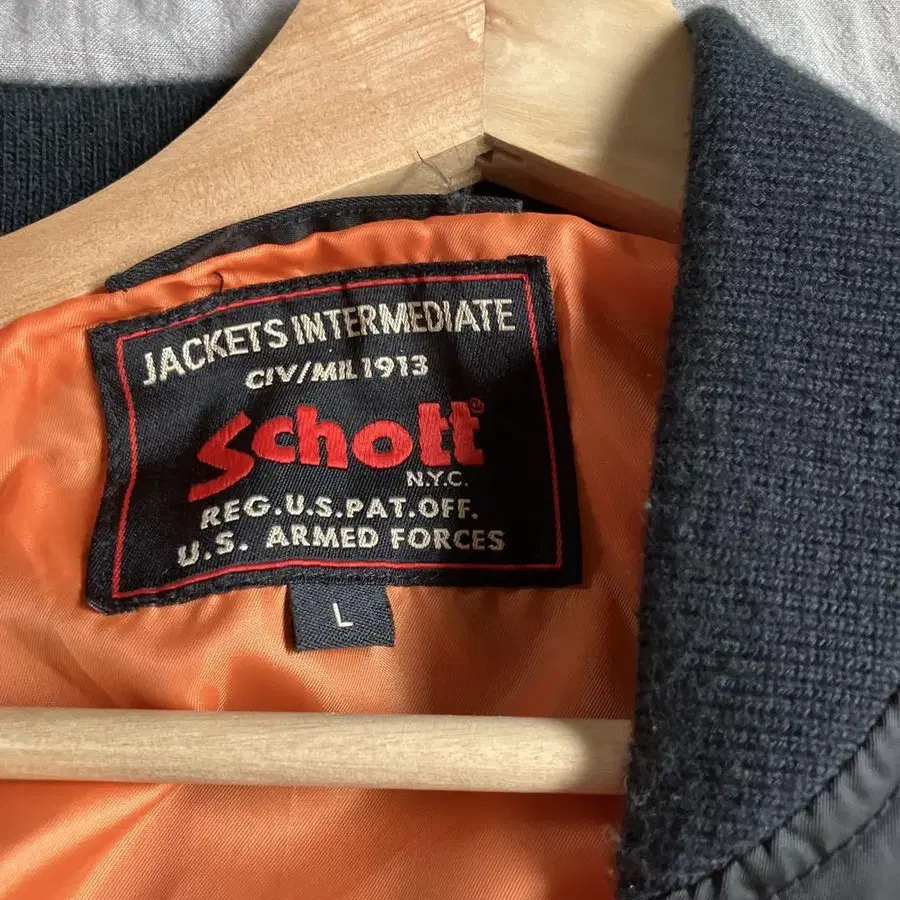 JACKETS INTERMEDIATE
CIV/MIL 1913
Schott®
N.Y.C.
REG.U.S.PAT.OFF.
U.S. ARMED FORCES
L